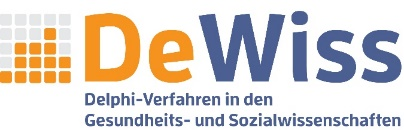 DeWiss
Delphi-Verfahren in den
Gesundheits- und Sozialwissenschaften